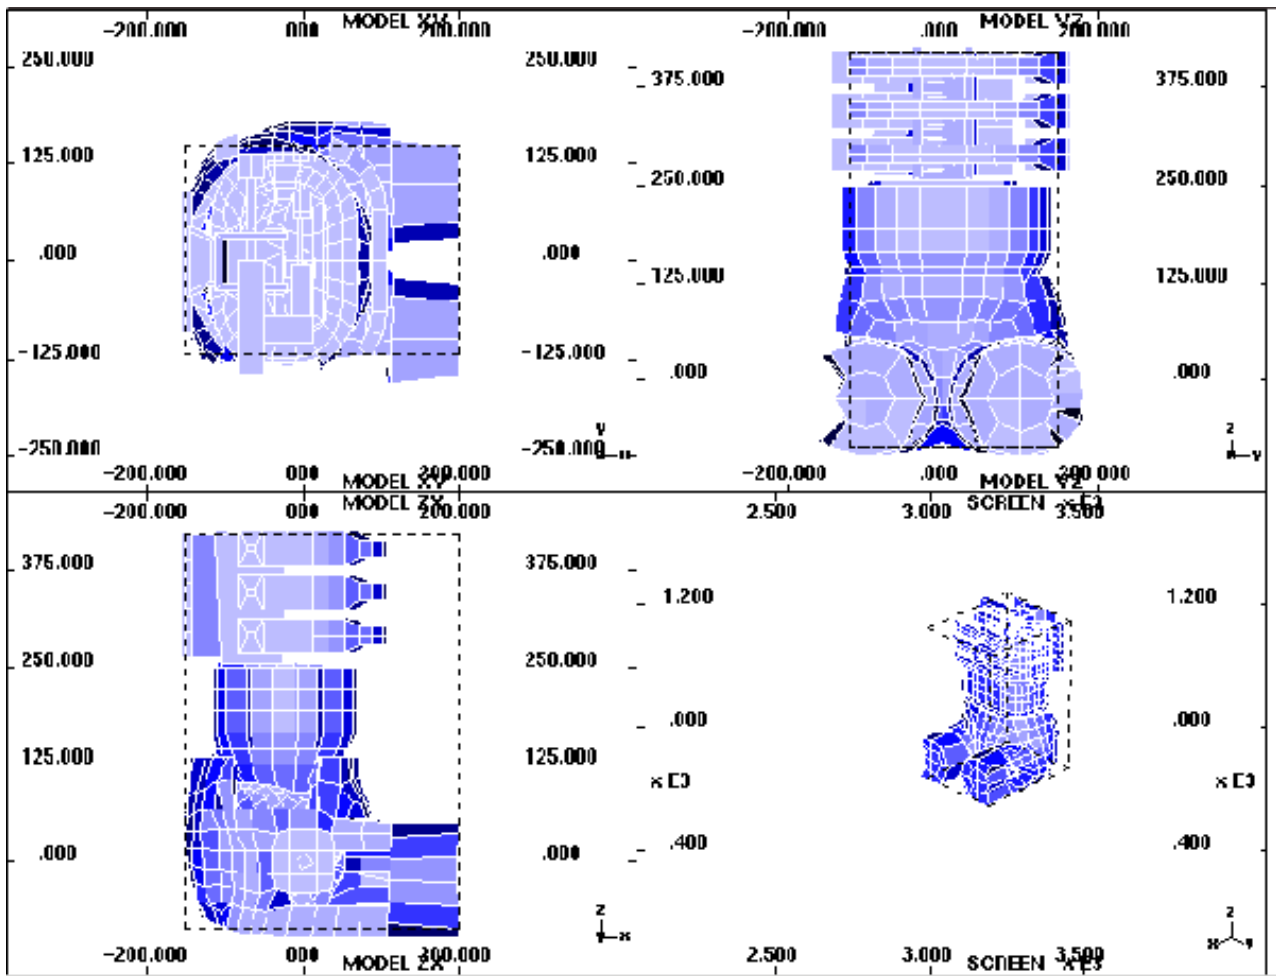 -200.000 .000 MODEL XY 200.000
250.000 250.000
125.000 125.000
.000 .000
-125.000 -125.000
-250.000 -250.000
-200.000 .000 MODEL XY 200.000
-200.000 .000 MODEL YZ 200.000
375.000 375.000
250.000 250.000
125.000 125.000
.000 .000
Z
Y
-200.000 .000 MODEL YZ 200.000
-200.000 .000 MODEL ZX 200.000
375.000 375.000
250.000 250.000
125.000 125.000
.000 .000
Z
X
-200.000 .000 MODEL ZX 200.000
2.500 3.000 SCREEN x E3 3.500
1.200 1.200
.000 .000
x E3 x E3
.400 .400
Z
X Y
2.500 3.000 SCREEN x E3 3.500